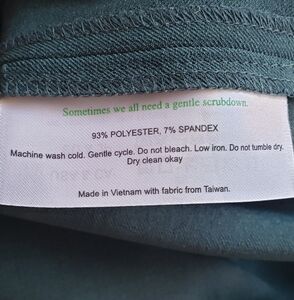 Sometimes we all need a gentle scrubdown.
93% POLYESTER, 7% SPANDEX
Machine wash cold. Gentle cycle. Do not bleach. Low iron. Do not tumble dry.
Dry clean okay
Made in Vietnam with fabric from Taiwan.